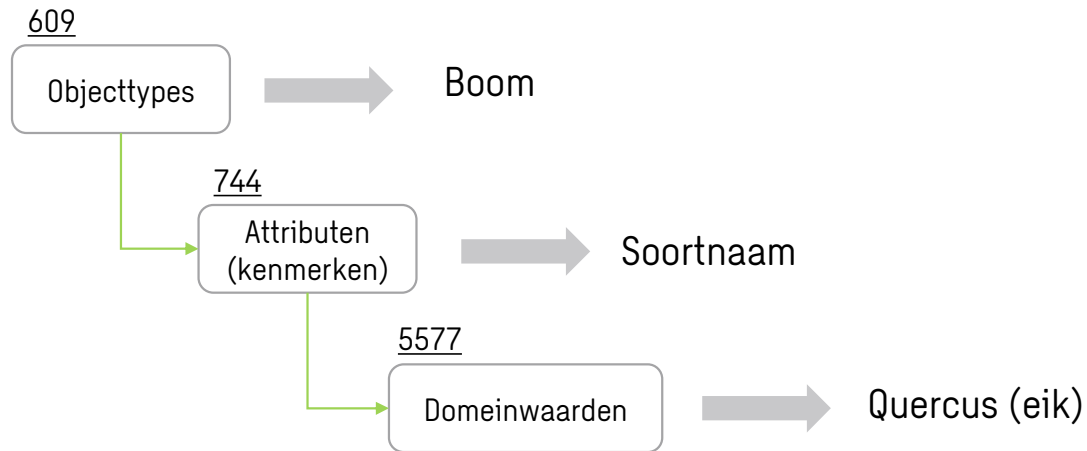 609
Objecttypes
Boom
744
Attributen
(kenmerken)
Soortnaam
5577
Domeinwaarden
Quercus (eik)